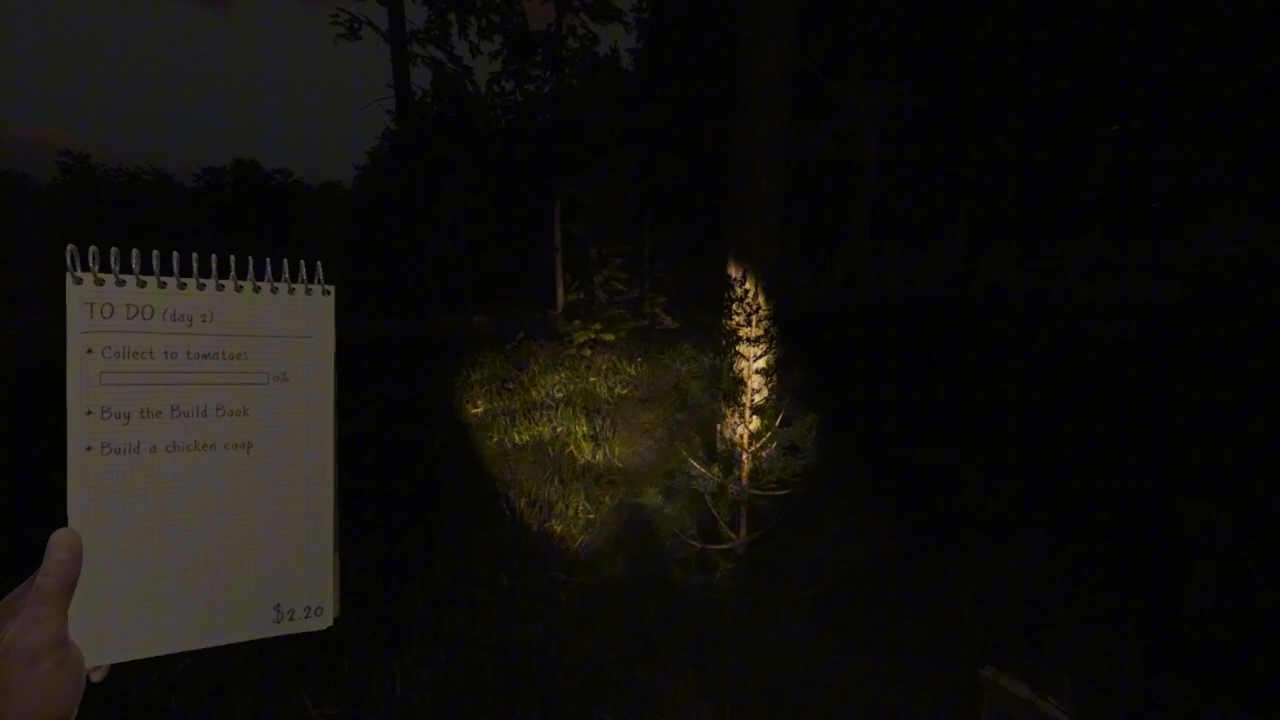 TO DO (day 2)
* Collect 10 tomatoes
0%
* Buy the Build Book
* Build a chicken coop
$2.20